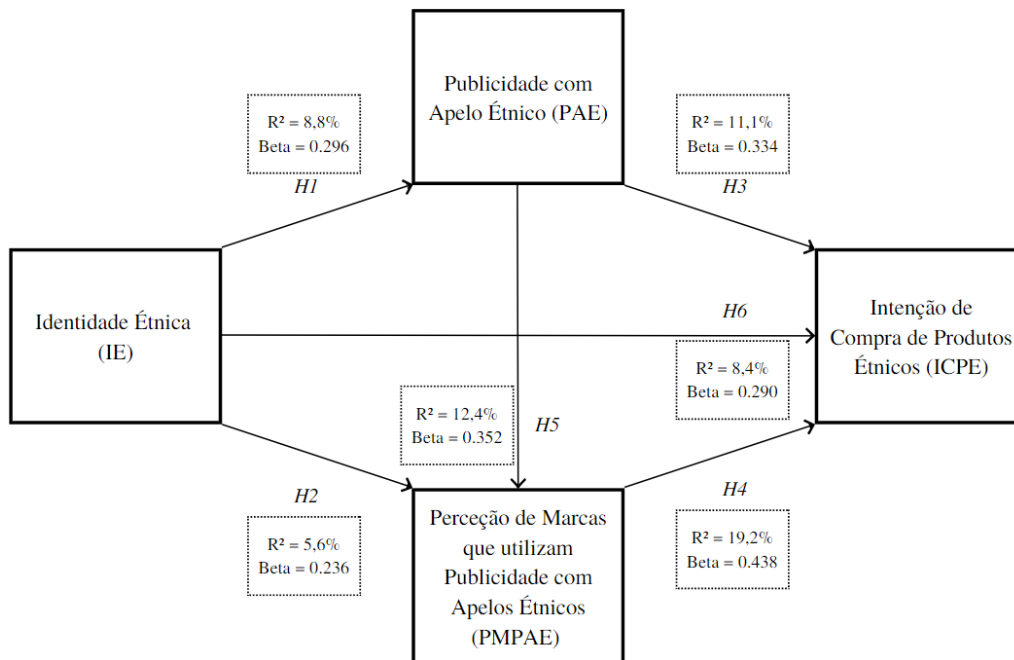 Publicidade com
Apelo Étnico (PAE)
R² = 8,8%
Beta = 0.296
H1
R² = 11,1%
Beta = 0.334
H3
Identidade Étnica
(IE)
H6
Intenção de
Compra de Produtos
Étnicos (ICPE)
R² = 8,4%
Beta = 0.290
R² = 12,4%
Beta = 0.352
H5
H2
R² = 5,6%
Beta = 0.236
Perceção de Marcas
que utilizam
Publicidade com
Apelos Étnicos
(PMPAE)
H4
R² = 19,2%
Beta = 0.438